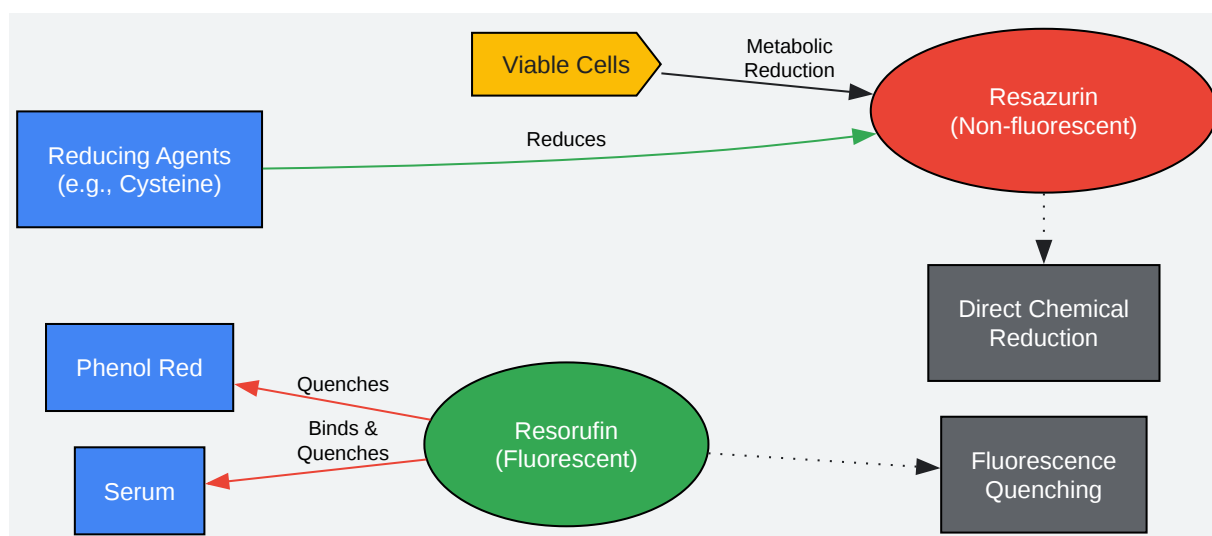 Viable Cells
Metabolic
Reduction
Resazurin
(Non-fluorescent)
Reducing Agents
(e.g., Cysteine)
Reduces
Direct Chemical
Reduction
Phenol Red
Quenches
Binds &
Quenches
Serum
Resorufin
(Fluorescent)
Fluorescence
Quenching